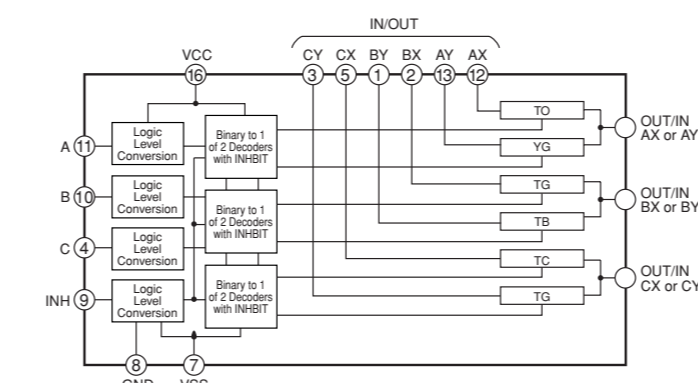 IN/OUT
VCC CY CX BY BX AY AX
16 3 5 1 2 13 12
TO
OUT/IN
AX or AY
A 11
Logic
Level
Conversion
Binary to 1
of 2 Decoders
with INHBIT
YG
TG
OUT/IN
BX or BY
B 10
Logic
Level
Conversion
Binary to 1
of 2 Decoders
with INHBIT
TB
C 4
Logic
Level
Conversion
TC
OUT/IN
CX or CY
INH 9
Logic
Level
Conversion
Binary to 1
of 2 Decoders
with INHBIT
TG
8 7
GND VSS